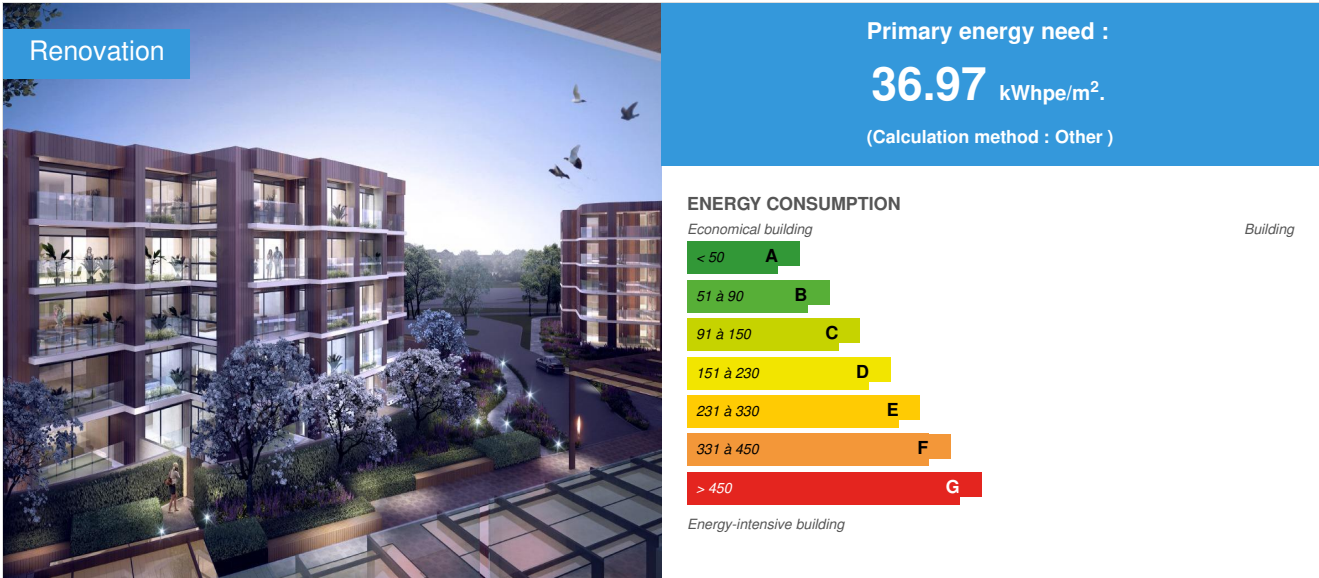 Renovation
Primary energy need :
36.97 kWhpe/m².
(Calculation method : Other )
ENERGY CONSUMPTION
Economical building
Building
< 50 A
51 à 90 B
91 à 150 C
151 à 230 D
231 à 330 E
331 à 450 F
> 450 G
Energy-intensive building